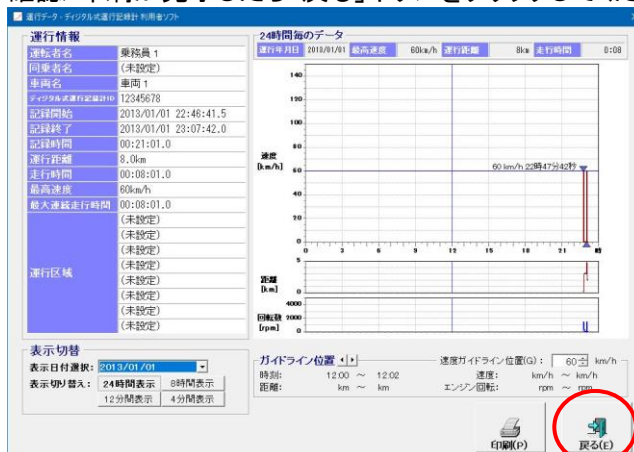 運行データ - ディジタル式運行記録計 利用者ソフト
運行情報
運転者名 乗務員 1
同乗者名 (未設定)
車両名 車両 1
ディジタル式運行記録計ID 12345678
記録開始 2013/01/01 22:46:41.5
記録終了 2013/01/01 23:07:42.0
記録時間 00:21:01.0
運行距離 8.0km
走行時間 00:08:01.0
最高速度 60km/h
最大連続走行時間 00:08:01.0
運行区域
(未設定)
(未設定)
(未設定)
(未設定)
(未設定)
(未設定)
(未設定)
(未設定)
24時間毎のデータ
運行年月日 2013/01/01 最高速度 60km/h 運行距離 8km 走行時間 0:08
速度
[km/h]
140
120
100
80
60
40
20
0
60 km/h 22時47分42秒
0 3 6 9 12 15 18 21 時
距離
[km]
5
0
回転数
[rpm]
4000
2000
0
表示切替
表示日付選択: 2013/01/01
表示切り替え: 24時間表示 8時間表示
12分間表示 4分間表示
ガイドライン位置
速度ガイドライン位置(G): 60 km/h
時刻: 12:00 ～ 12:02 速度: km/h ～ km/h
距離: km ～ km エンジン回転: rpm ～ rpm
印刷(P)
戻る(E)